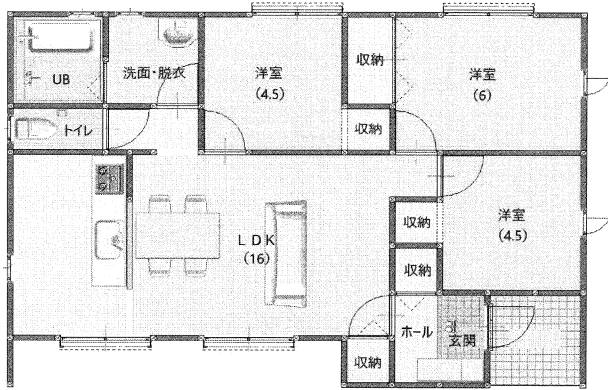 UB
洗面・脱衣
洋室
(4.5)
収納
洋室
(6)
トイレ
収納
LDK
(16)
収納
洋室
(4.5)
収納
ホール
玄関
収納